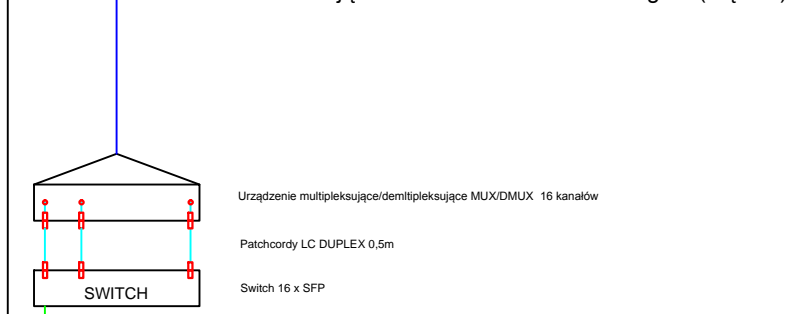 Urządzenie multipleksujące/demltipleksujące MUX/DMUX 16 kanałów
Patchcordy LC DUPLEX 0,5m
SWITCH
Switch 16 x SFP